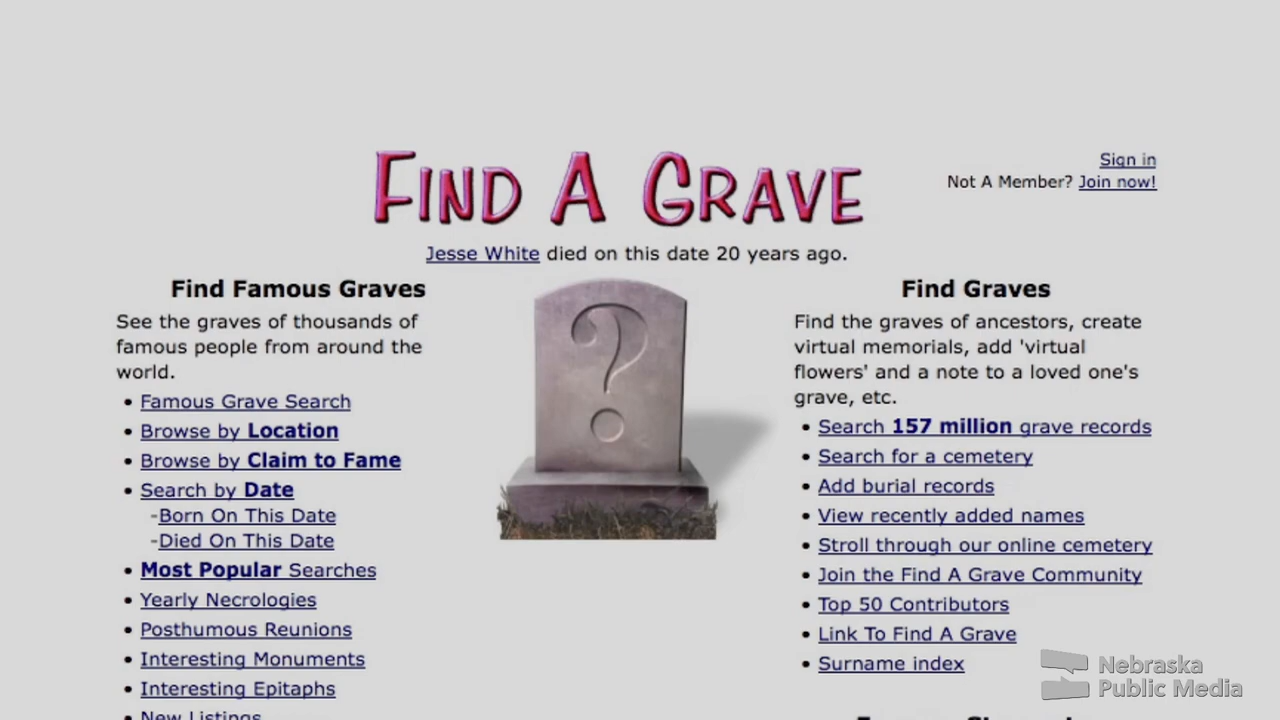 FIND A GRAVE
Sign in
Not A Member? Join now!
Jesse White died on this date 20 years ago.
Find Famous Graves
See the graves of thousands of
famous people from around the
world.
• Famous Grave Search
• Browse by Location
• Browse by Claim to Fame
• Search by Date
-Born On This Date
-Died On This Date
• Most Popular Searches
• Yearly Necrologies
• Posthumous Reunions
• Interesting Monuments
• Interesting Epitaphs
New Listings
?
Find Graves
Find the graves of ancestors, create
virtual memorials, add 'virtual
flowers' and a note to a loved one's
grave, etc.
• Search 157 million grave records
• Search for a cemetery
• Add burial records
• View recently added names
• Stroll through our online cemetery
• Join the Find A Grave Community
• Top 50 Contributors
• Link To Find A Grave
• Surname index
Nebraska
Public Media